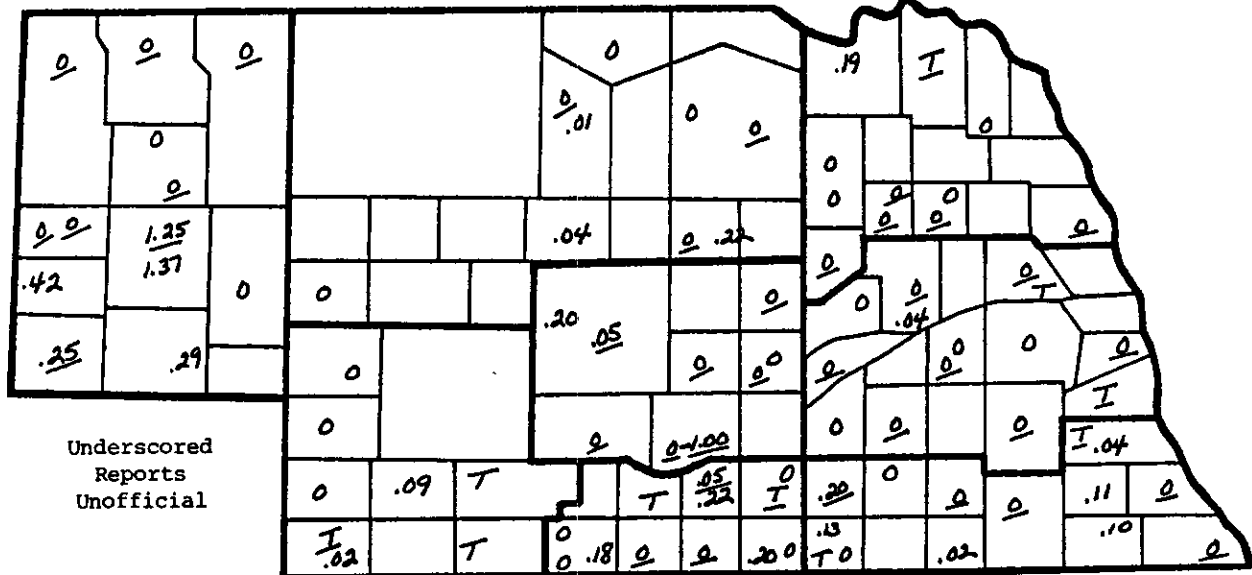 0 0 0 0 .19 T
0 .01 0 0 0
0 0 0
0 0 0 0
0 0 1.25 .04 0 .22 0 0 0
1.37 0 0
.42 0 0 0 0 0 T
.20 .05 .04
.25 .29 0 0 0 0 0 0 0 0 0
T
0 0 0-1.00 0 0 0 T .04
Underscored
Reports
Unofficial
0 .09 T T .05 .22 0 T .20 0 0 0 .11 0
T .02 T 0 0 .18 0 0 .20 0 .13 T 0 .02 .10 0